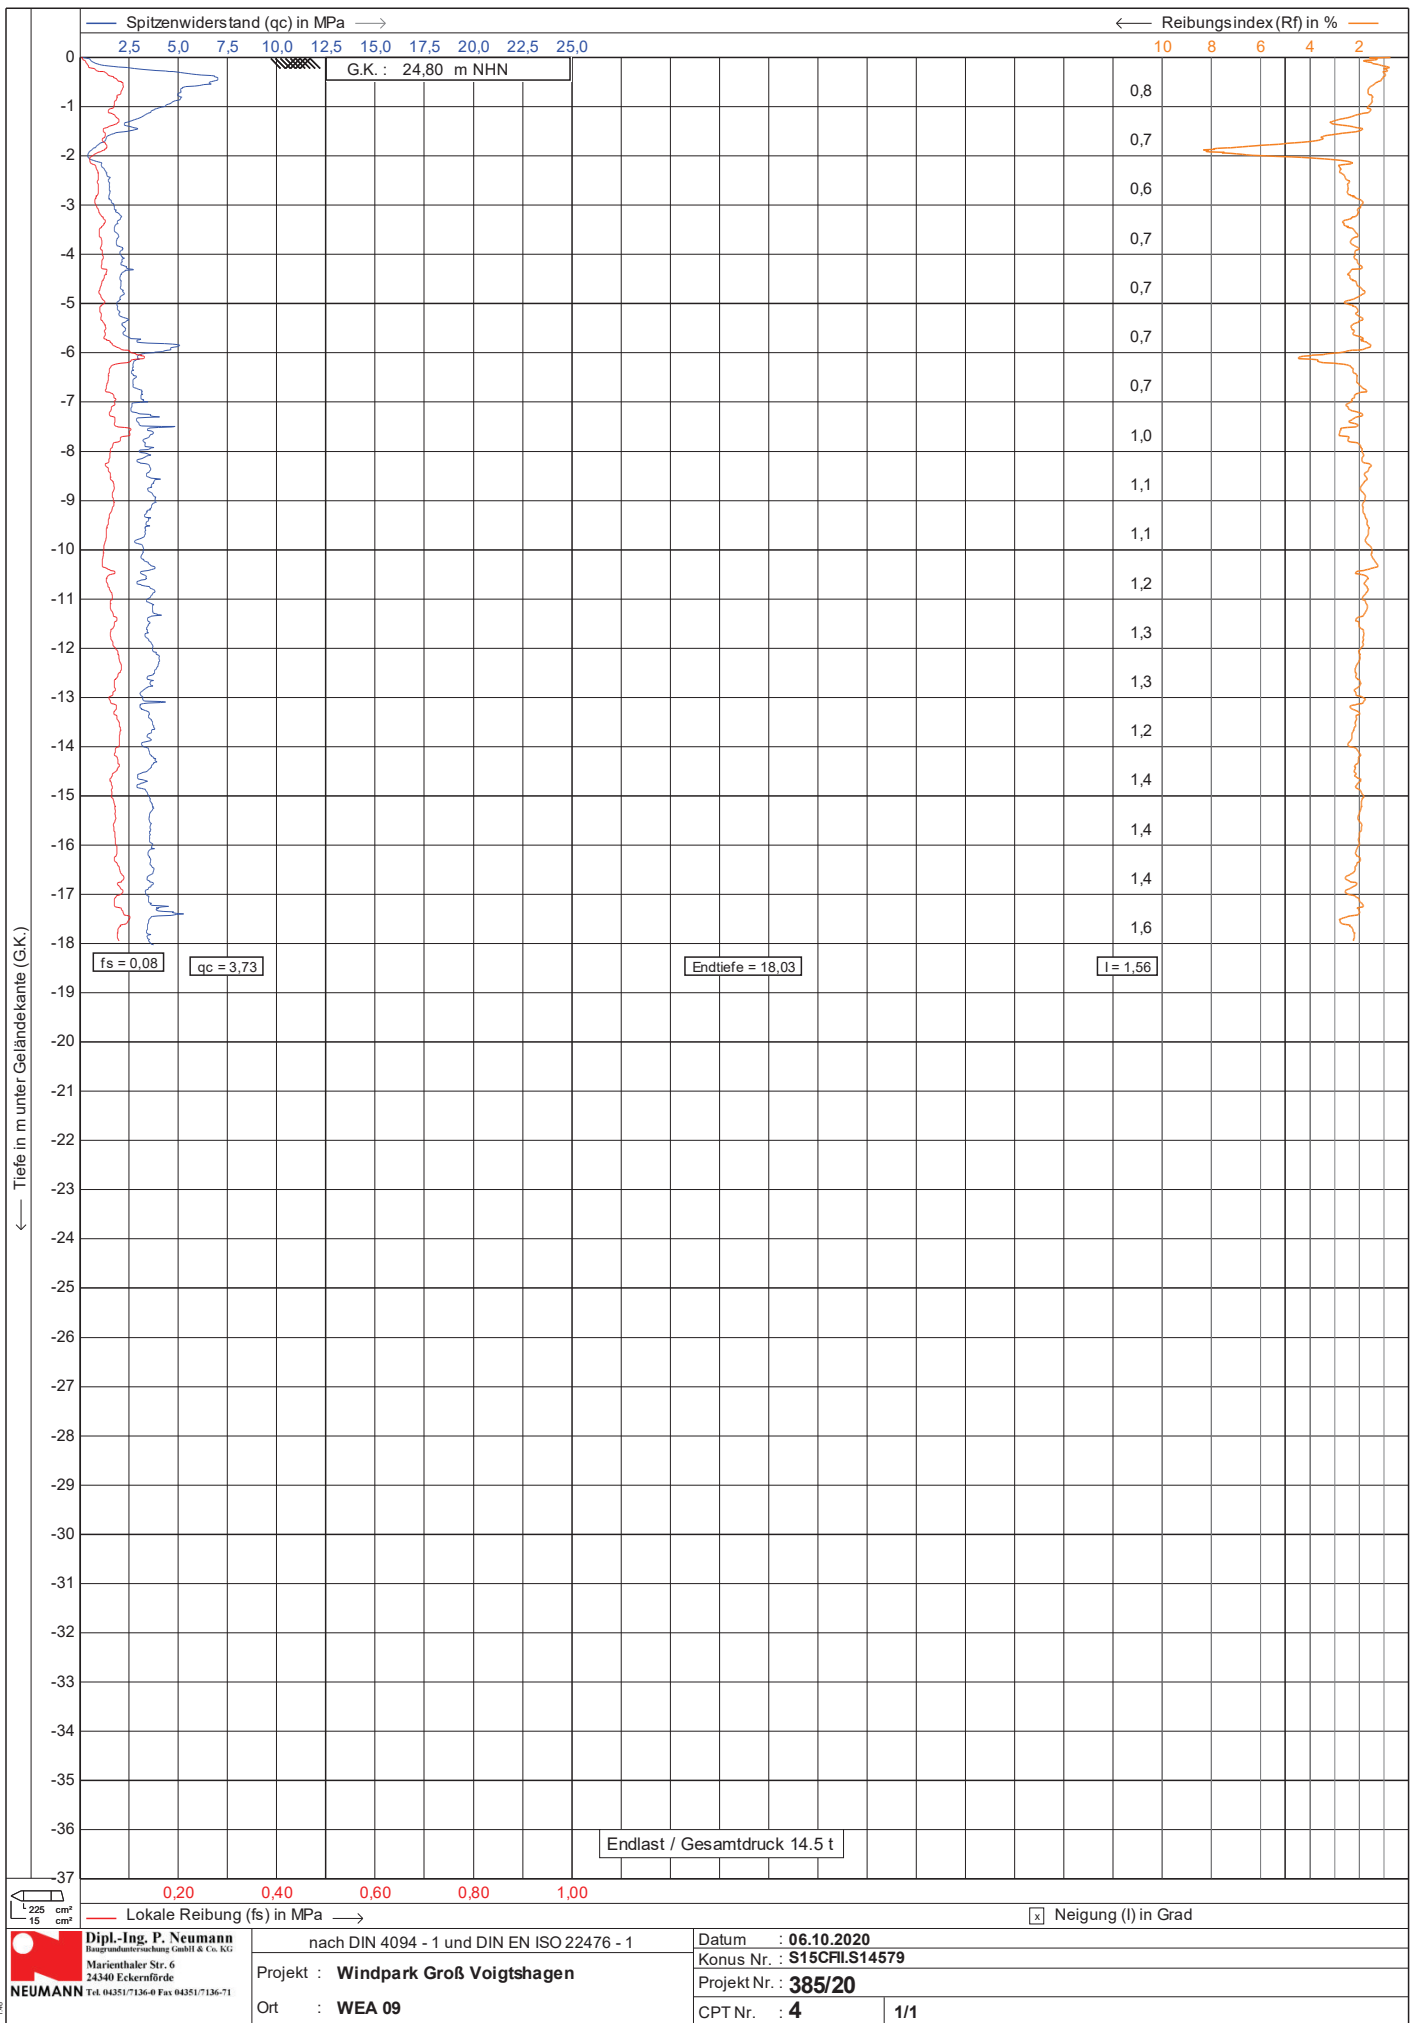 Spitzenwiderstand (qc) in MPa
Reibungsindex (Rf) in %
2,5 5,0 7,5 10,0 12,5 15,0 17,5 20,0 22,5 25,0
10 8 6 4 2
G.K. : 24,80 m NHN
0
0,8
-1
0,7
-2
0,6
-3
0,7
-4
0,7
-5
0,7
-6
0,7
-7
1,0
-8
1,1
-9
1,1
-10
1,2
-11
1,3
-12
1,3
-13
1,2
-14
1,4
-15
1,4
-16
1,4
-17
1,6
-18
fs = 0,08
qc = 3,73
Endtiefe = 18,03
I = 1,56
-19
-20
-21
-22
-23
-24
-25
-26
-27
-28
-29
-30
-31
-32
-33
-34
-35
-36
-37
Tiefe in m unter Geländekante (G.K.)
Endlast / Gesamtdruck 14.5 t
0,20 0,40 0,60 0,80 1,00
225 cm²
15 cm²
Lokale Reibung (fs) in MPa
x Neigung (I) in Grad
Dipl.-Ing. P. Neumann
Baugrunduntersuchung GmbH & Co. KG
Marienthaler Str. 6
24340 Eckernförde
NEUMANN Tel. 04351/7136-0 Fax 04351/7136-71
nach DIN 4094 - 1 und DIN EN ISO 22476 - 1
Projekt : Windpark Groß Voigtshagen
Ort : WEA 09
Datum : 06.10.2020
Konus Nr. : S15CFII.S14579
Projekt Nr. : 385/20
CPT Nr. : 4
1/1